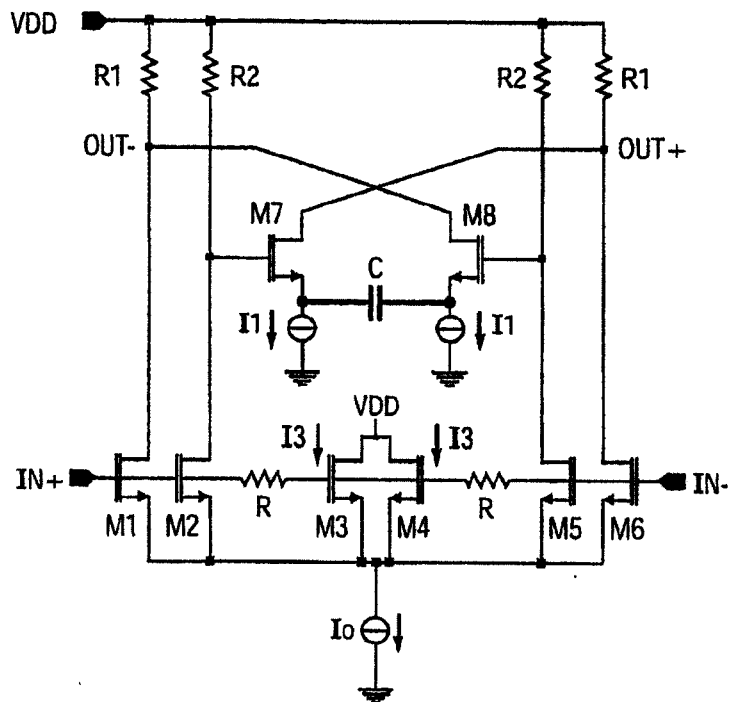 VDD
R1 R2 R2 R1
OUT- OUT+
M7 M8
C
I1 I1
VDD
I3 I3
IN+ IN-
R R
M1 M2 M3 M4 M5 M6
Io